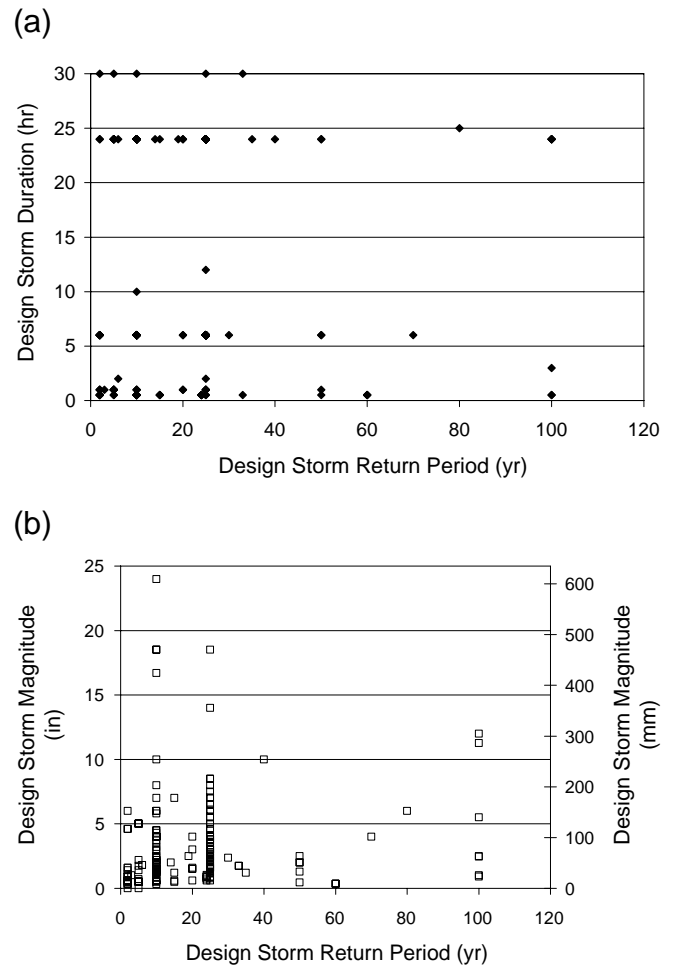 (a)
30
25
20
15
10
5
0
Design Storm Duration (hr)
0 20 40 60 80 100 120
Design Storm Return Period (yr)
(b)
25
20
15
10
5
0
Design Storm Magnitude
(in)
600
500
400
300
200
100
0
Design Storm Magnitude
(mm)
0 20 40 60 80 100 120
Design Storm Return Period (yr)